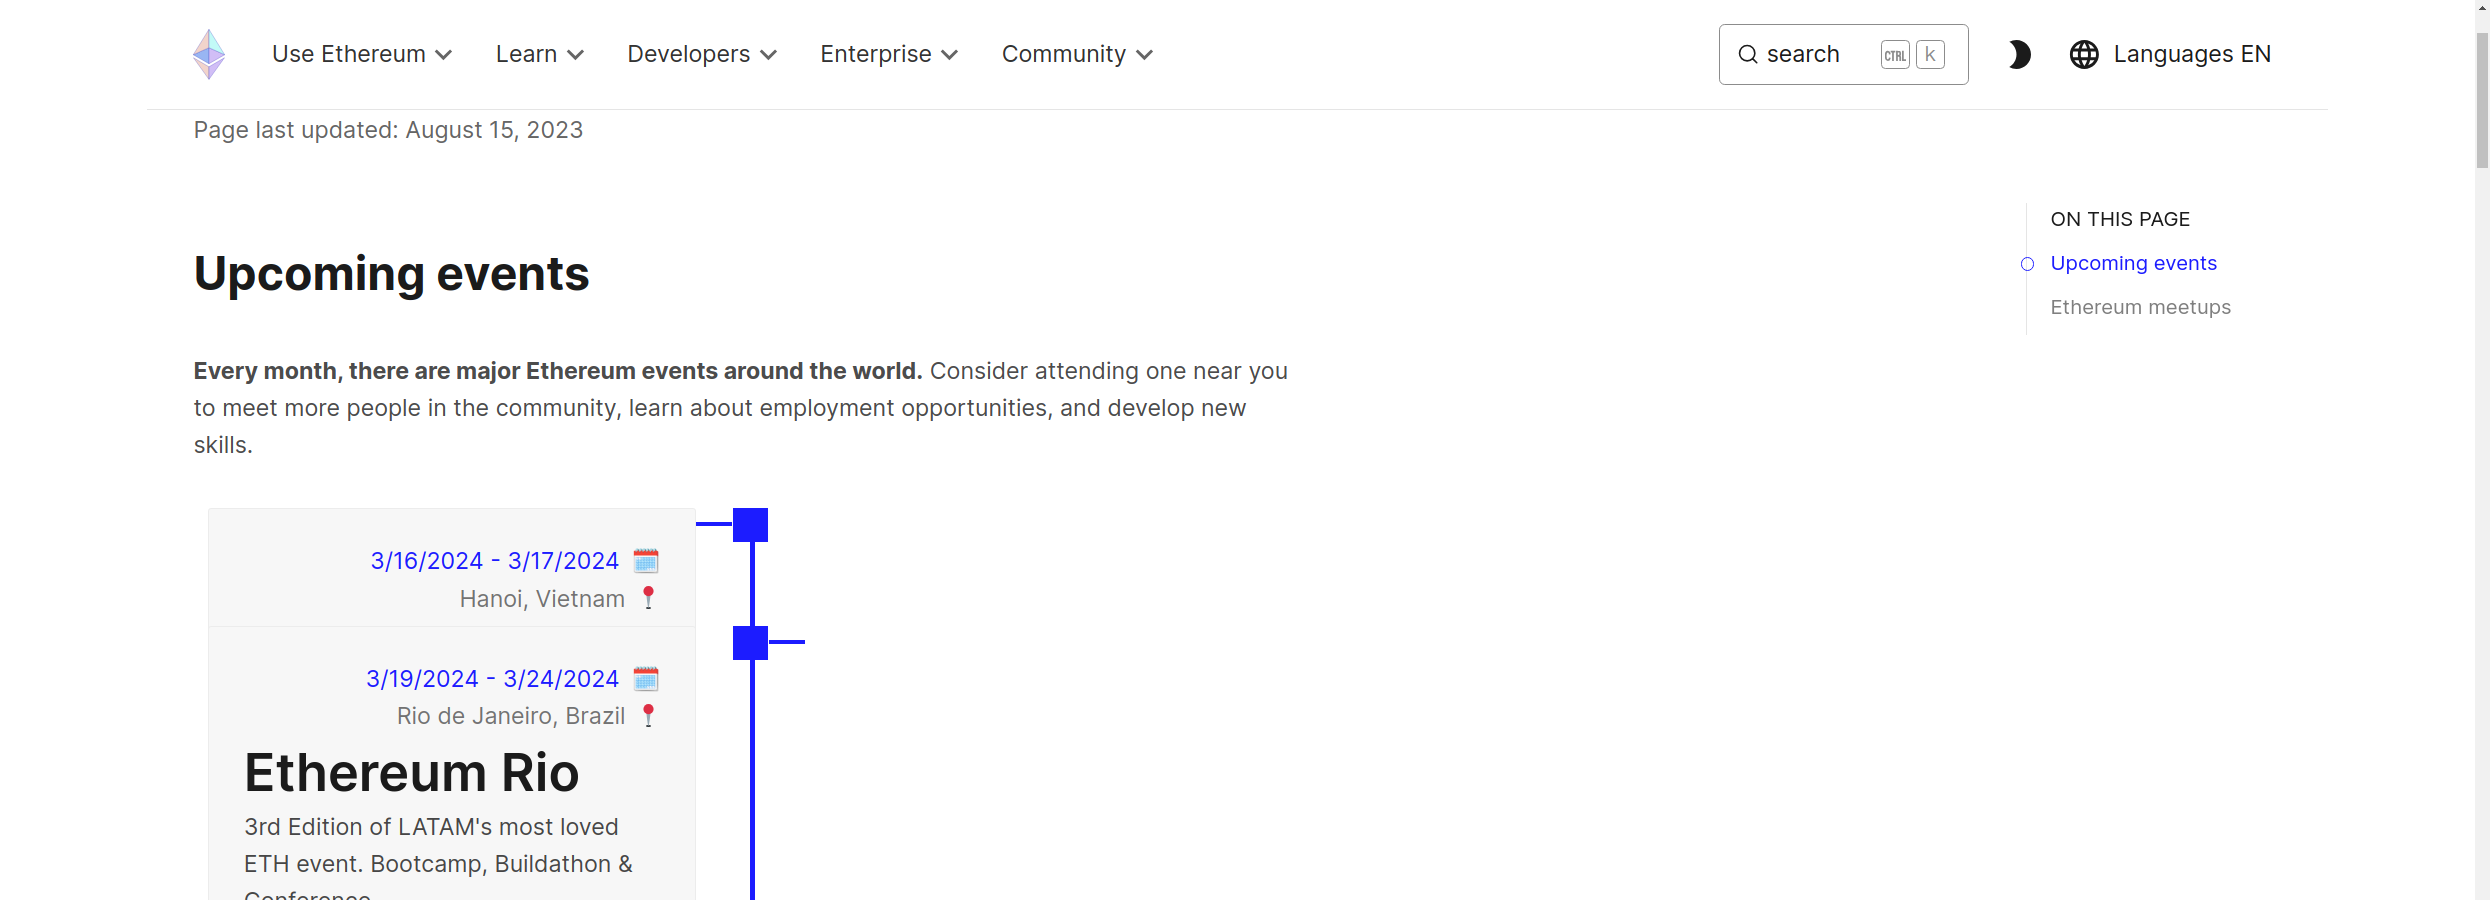 Use Ethereum Learn Developers Enterprise Community search CTRL k Languages EN
Page last updated: August 15, 2023
ON THIS PAGE
Upcoming events
Ethereum meetups
Upcoming events
Every month, there are major Ethereum events around the world. Consider attending one near you
to meet more people in the community, learn about employment opportunities, and develop new
skills.
3/16/2024 - 3/17/2024
Hanoi, Vietnam
3/19/2024 - 3/24/2024
Rio de Janeiro, Brazil
Ethereum Rio
3rd Edition of LATAM's most loved
ETH event. Bootcamp, Buildathon &
Conference